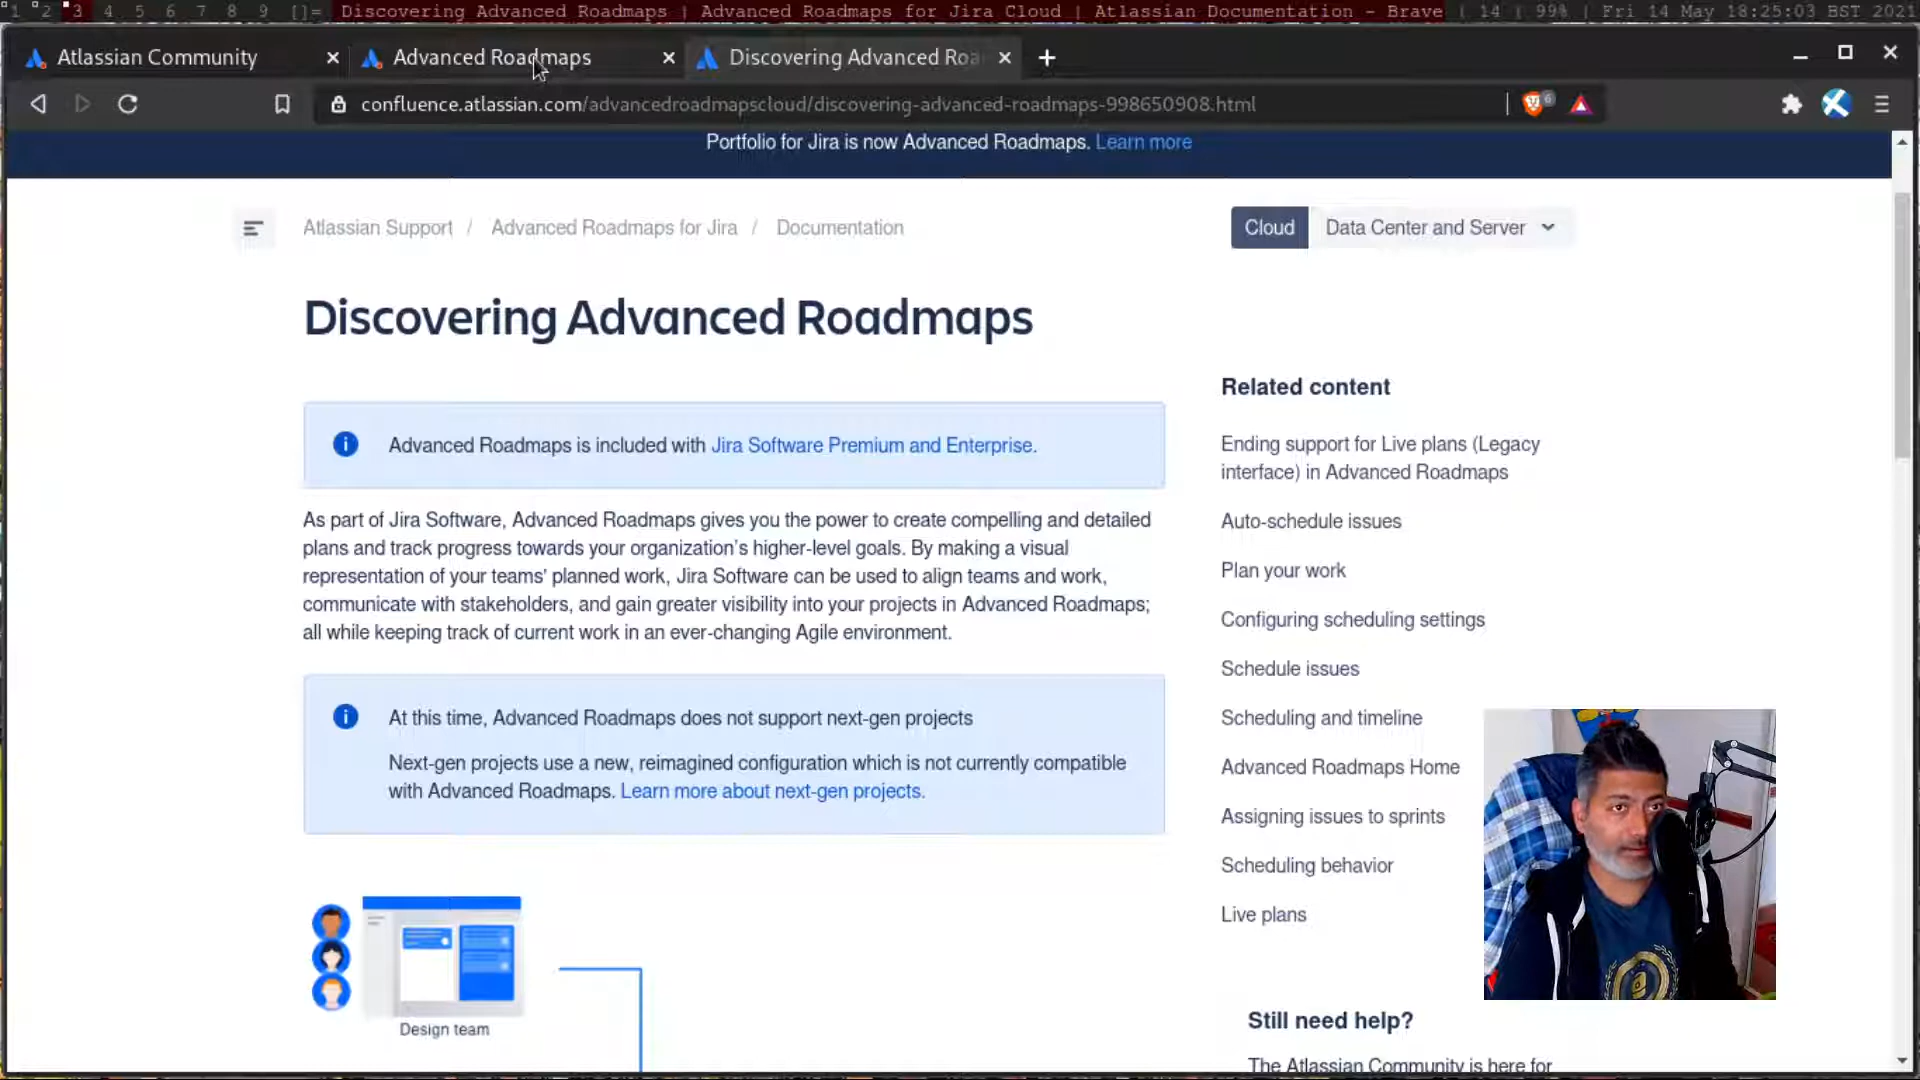 1 2 3 4 5 6 7 8 9 []= Discovering Advanced Roadmaps | Advanced Roadmaps for Jira Cloud | Atlassian Documentation - Brave | 14 | 99% | Fri 14 May 18:25:03 BST 2021
Atlassian Community
Advanced Roadmaps
Discovering Advanced Roa
confluence.atlassian.com/advancedroadmapscloud/discovering-advanced-roadmaps-998650908.html
6
Portfolio for Jira is now Advanced Roadmaps. Learn more
Atlassian Support / Advanced Roadmaps for Jira / Documentation
Cloud
Data Center and Server
Discovering Advanced Roadmaps
Advanced Roadmaps is included with Jira Software Premium and Enterprise.
As part of Jira Software, Advanced Roadmaps gives you the power to create compelling and detailed
plans and track progress towards your organization's higher-level goals. By making a visual
representation of your teams' planned work, Jira Software can be used to align teams and work,
communicate with stakeholders, and gain greater visibility into your projects in Advanced Roadmaps;
all while keeping track of current work in an ever-changing Agile environment.
At this time, Advanced Roadmaps does not support next-gen projects
Next-gen projects use a new, reimagined configuration which is not currently compatible
with Advanced Roadmaps. Learn more about next-gen projects.
Design team
Related content
Ending support for Live plans (Legacy
interface) in Advanced Roadmaps
Auto-schedule issues
Plan your work
Configuring scheduling settings
Schedule issues
Scheduling and timeline
Advanced Roadmaps Home
Assigning issues to sprints
Scheduling behavior
Live plans
Still need help?
The Atlassian Community is here for